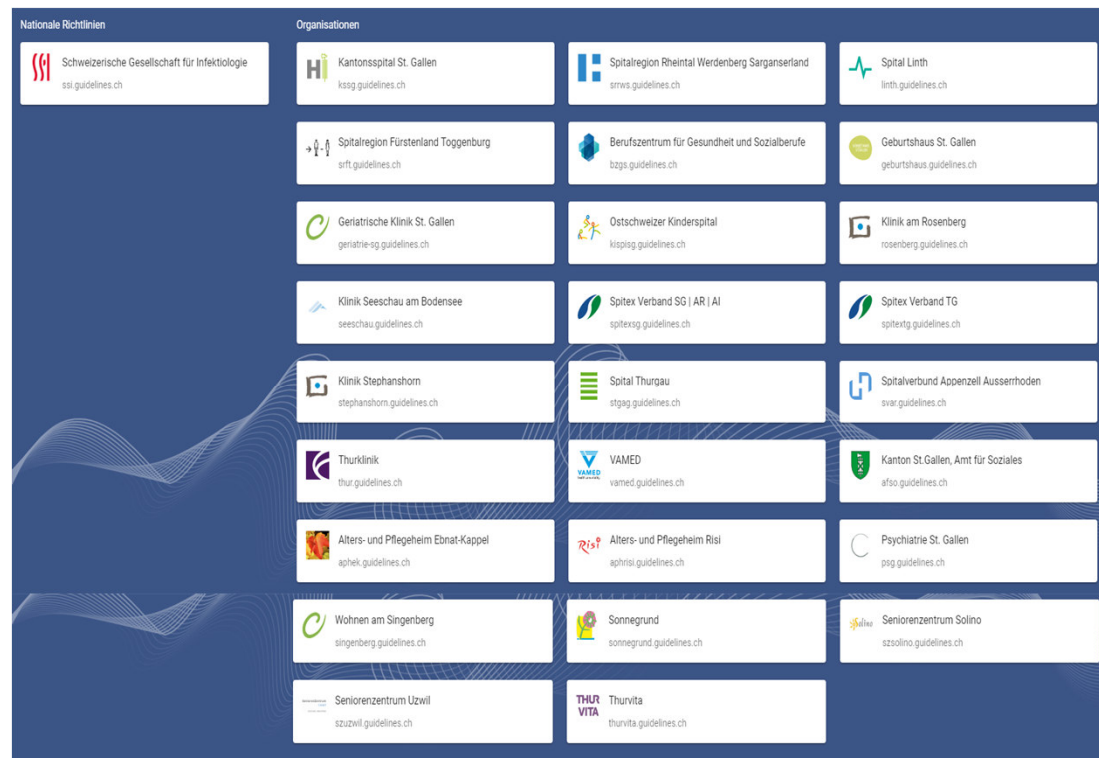 Nationale Richtlinien
Organisationen
Schweizerische Gesellschaft für Infektiologie
ssi.guidelines.ch
Kantonsspital St. Gallen
kssg.guidelines.ch
Spitalregion Rheintal Werdenberg Sarganserland
srrws.guidelines.ch
Spital Linth
linth.guidelines.ch
Spitalregion Fürstenland Toggenburg
srft.guidelines.ch
Berufszentrum für Gesundheit und Sozialberufe
bzgs.guidelines.ch
Geburtshaus St. Gallen
geburtshaus.guidelines.ch
Geriatrische Klinik St. Gallen
geriatrie-sg.guidelines.ch
Ostschweizer Kinderspital
kispisg.guidelines.ch
Klinik am Rosenberg
rosenberg.guidelines.ch
Klinik Seeschau am Bodensee
seeschau.guidelines.ch
Spitex Verband SG | AR | AI
spitexsg.guidelines.ch
Spitex Verband TG
spitextg.guidelines.ch
Klinik Stephanshorn
stephanshorn.guidelines.ch
Spital Thurgau
stgag.guidelines.ch
Spitalverbund Appenzell Ausserrhoden
svar.guidelines.ch
Thurklinik
thur.guidelines.ch
VAMED
VAMED
vamed.guidelines.ch
Kanton St.Gallen, Amt für Soziales
afso.guidelines.ch
Alters- und Pflegeheim Ebnat-Kappel
aphek.guidelines.ch
Risi
Alters- und Pflegeheim Risi
aphrisi.guidelines.ch
Psychiatrie St. Gallen
psg.guidelines.ch
Wohnen am Singenberg
singenberg.guidelines.ch
Sonnegrund
sonnegrund.guidelines.ch
Solino
Seniorenzentrum Solino
szsolino.guidelines.ch
Seniorenzentrum Uzwil
szuzwil.guidelines.ch
THUR
VITA
Thurvita
thurvita.guidelines.ch